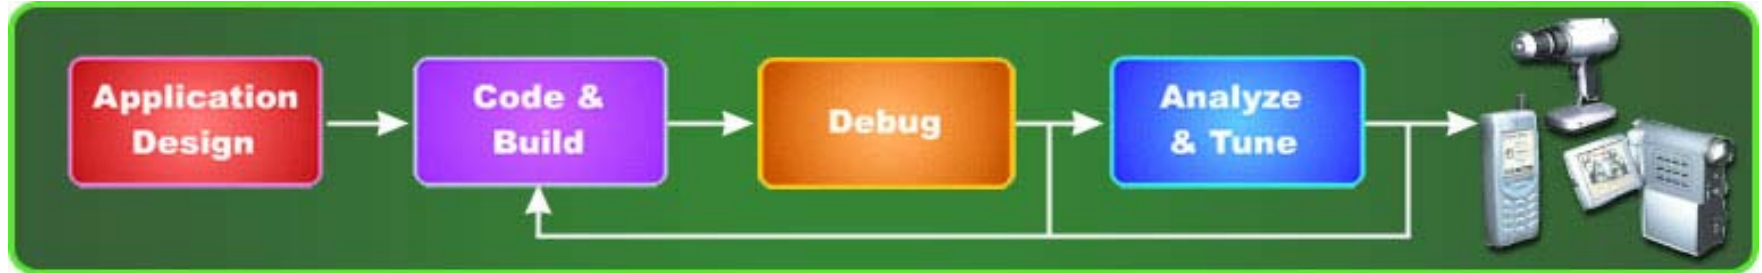 Application
Design
Code &
Build
Debug
Analyze
& Tune